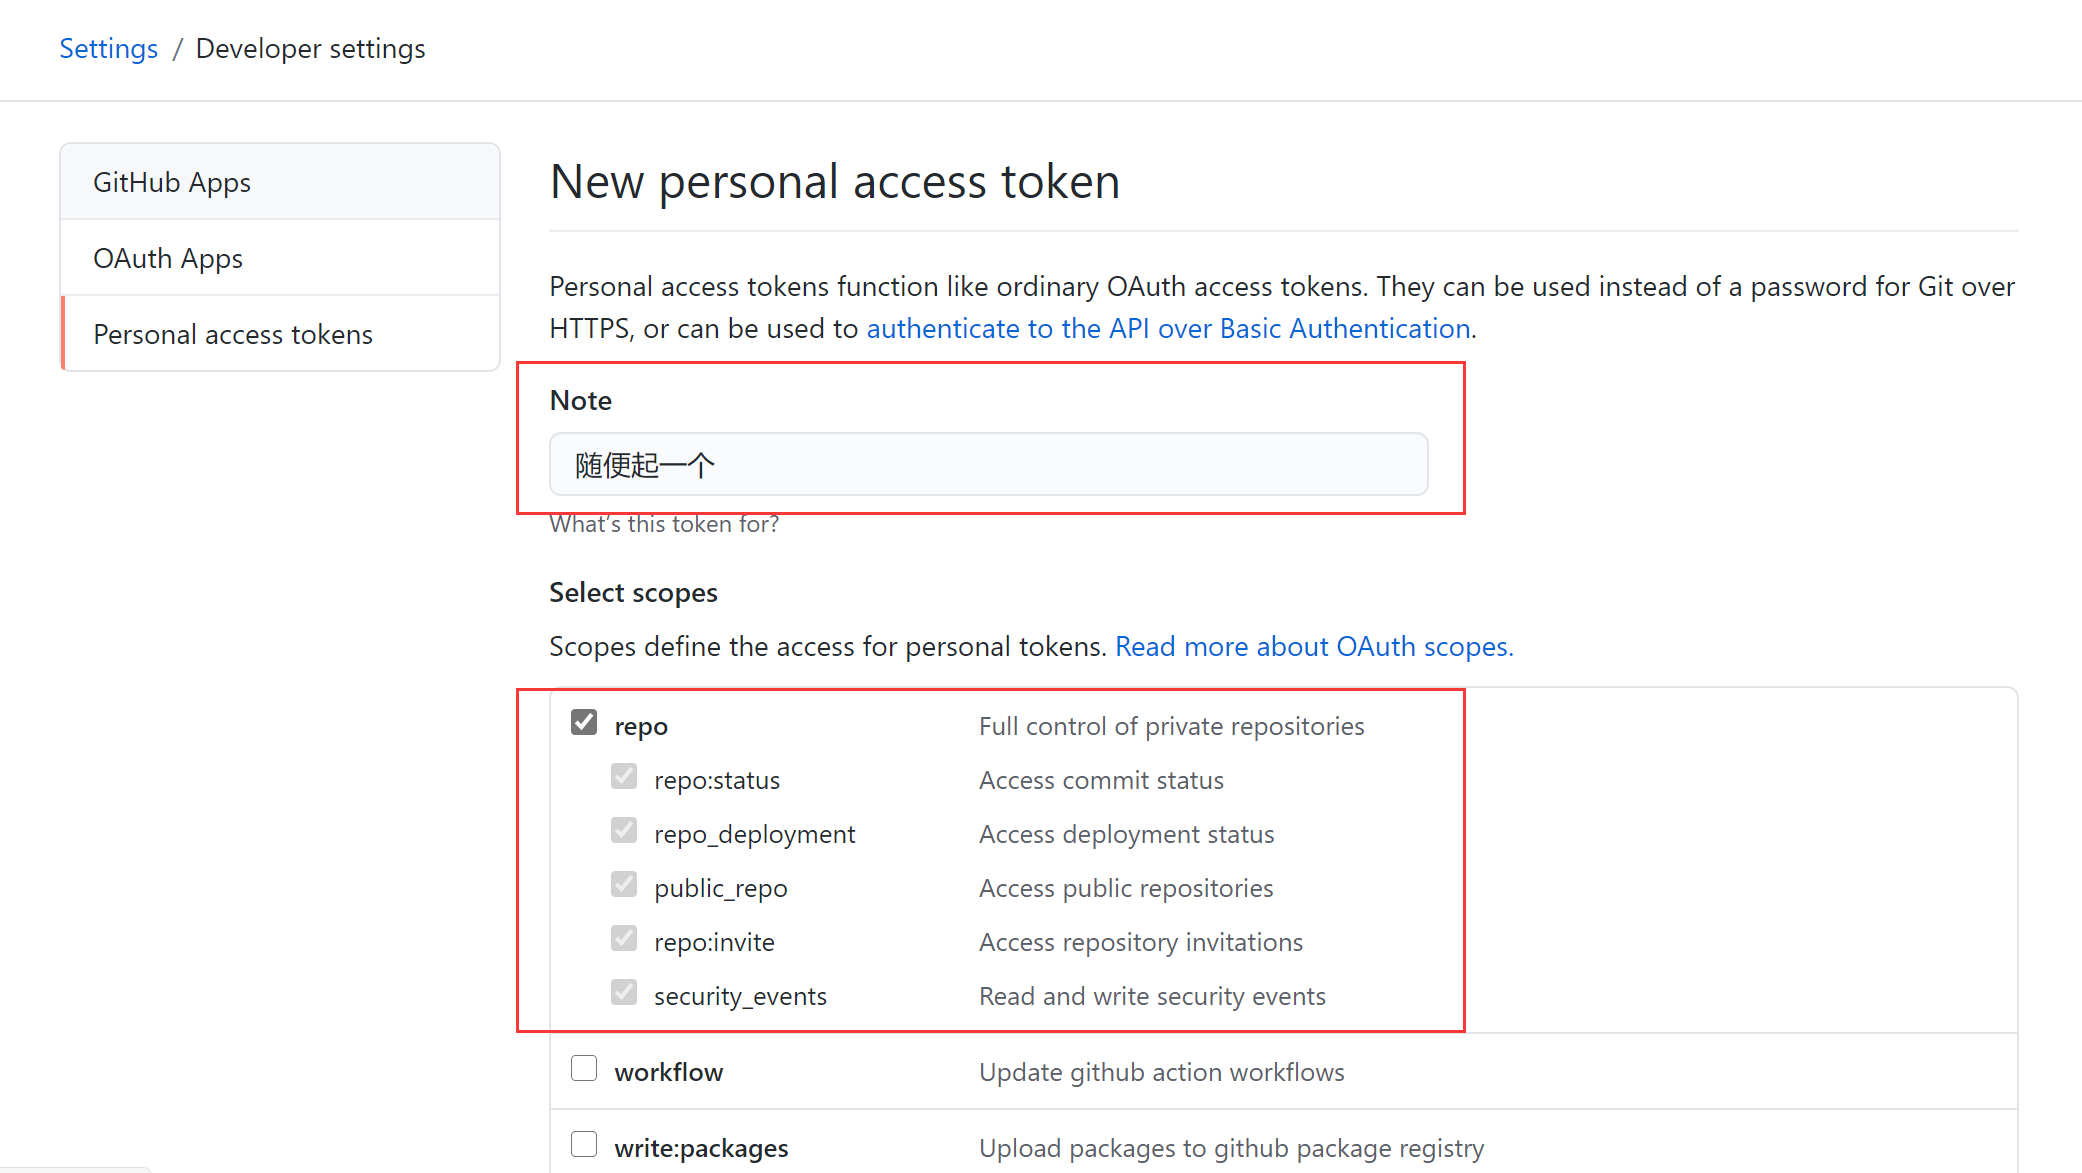 Settings / Developer settings
GitHub Apps
OAuth Apps
Personal access tokens
New personal access token
Personal access tokens function like ordinary OAuth access tokens. They can be used instead of a password for Git over
HTTPS, or can be used to authenticate to the API over Basic Authentication.
Note
随便起一个
What's this token for?
Select scopes
Scopes define the access for personal tokens. Read more about OAuth scopes.
repo Full control of private repositories
repo:status Access commit status
repo_deployment Access deployment status
public_repo Access public repositories
repo:invite Access repository invitations
security_events Read and write security events
workflow Update github action workflows
write:packages Upload packages to github package registry